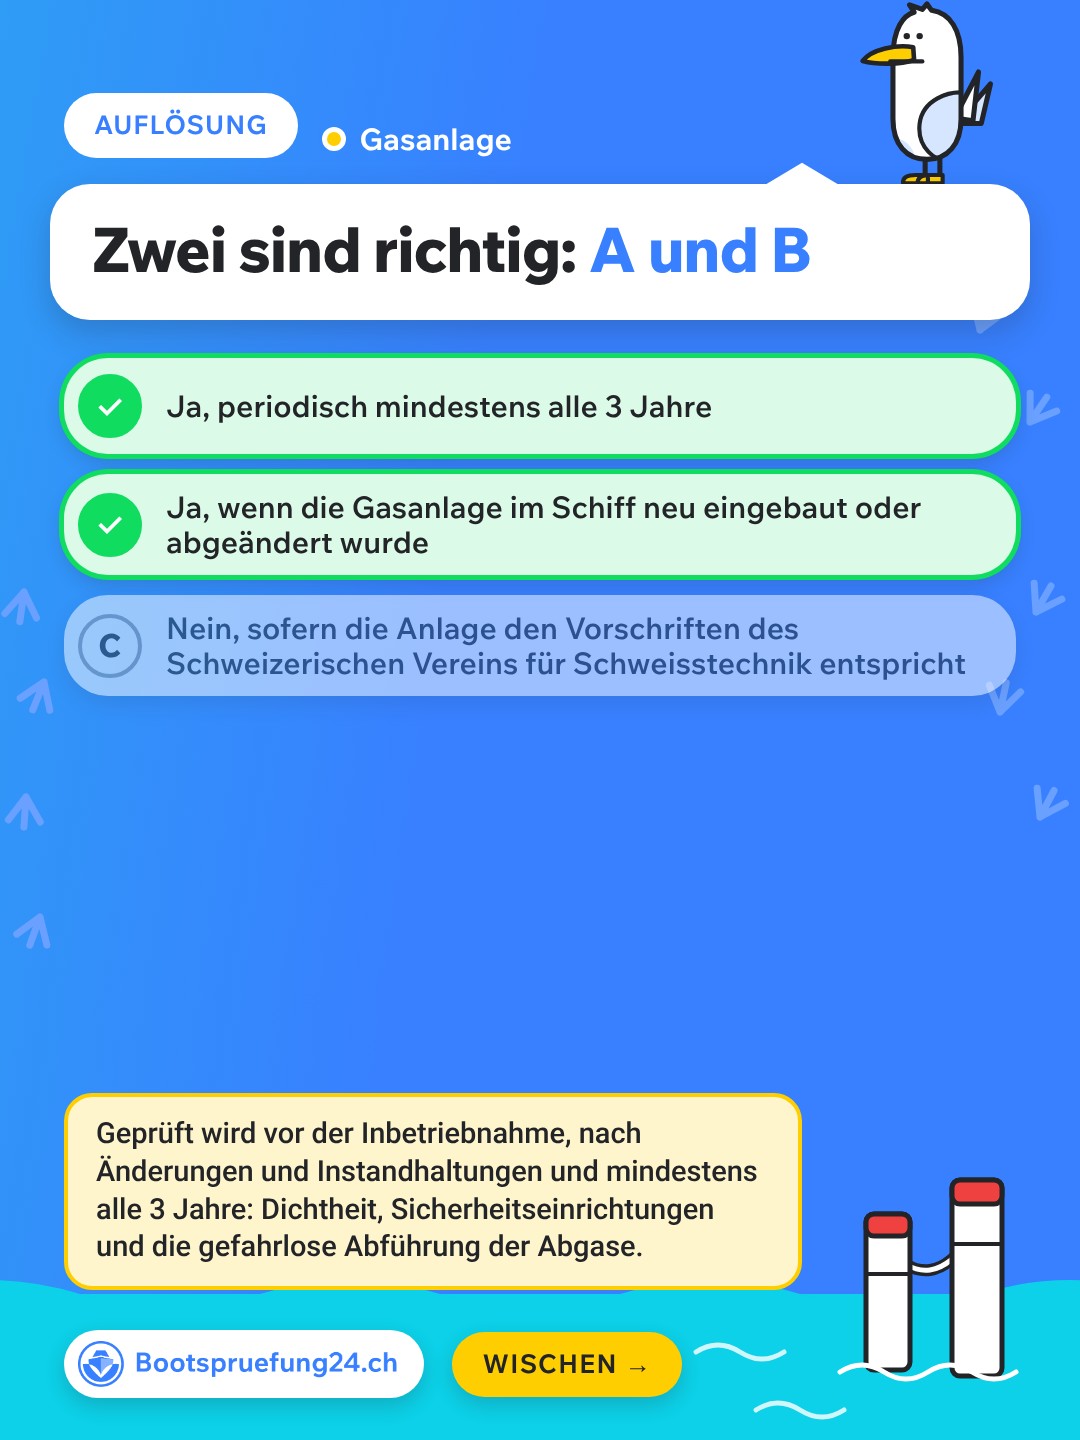 AUFLÖSUNG
Gasanlage
Zwei sind richtig: A und B
Ja, periodisch mindestens alle 3 Jahre
Ja, wenn die Gasanlage im Schiff neu eingebaut oder
abgeändert wurde
C
Nein, sofern die Anlage den Vorschriften des
Schweizerischen Vereins für Schweisstechnik entspricht
Geprüft wird vor der Inbetriebnahme, nach
Änderungen und Instandhaltungen und mindestens
alle 3 Jahre: Dichtheit, Sicherheitseinrichtungen
und die gefahrlose Abführung der Abgase.
Bootspruefung24.ch
WISCHEN →